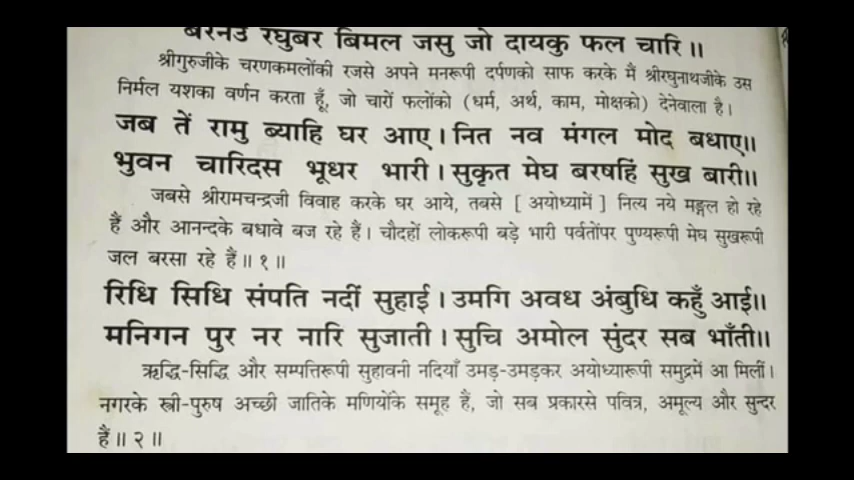 बरनउँ रघुबर बिमल जसु जो दायकु फल चारि॥
श्रीगुरुजीके चरणकमलोंकी रजसे अपने मनरूपी दर्पणको साफ करके मैं श्रीरघुनाथजीके उस
निर्मल यशका वर्णन करता हूँ, जो चारों फलोंको (धर्म, अर्थ, काम, मोक्षको) देनेवाला है।
जब तें रामु ब्याहि घर आए। नित नव मंगल मोद बधाए॥
भुवन चारिदस भूधर भारी। सुकृत मेघ बरषहिं सुख बारी॥
जबसे श्रीरामचन्द्रजी विवाह करके घर आये, तबसे [ अयोध्यामें ] नित्य नये मङ्गल हो रहे
हैं और आनन्दके बधावे बज रहे हैं। चौदहों लोकरूपी बड़े भारी पर्वतोंपर पुण्यरूपी मेघ सुखरूपी
जल बरसा रहे हैं॥१॥
रिधि सिधि संपति नदीं सुहाई। उमगि अवध अंबुधि कहुँ आई॥
मनिगन पुर नर नारि सुजाती। सुचि अमोल सुंदर सब भाँती॥
ऋद्धि-सिद्धि और सम्पत्तिरूपी सुहावनी नदियाँ उमड़-उमड़कर अयोध्यारूपी समुद्रमें आ मिलीं।
नगरके स्त्री-पुरुष अच्छी जातिके मणियोंके समूह हैं, जो सब प्रकारसे पवित्र, अमूल्य और सुन्दर
हैं॥२॥